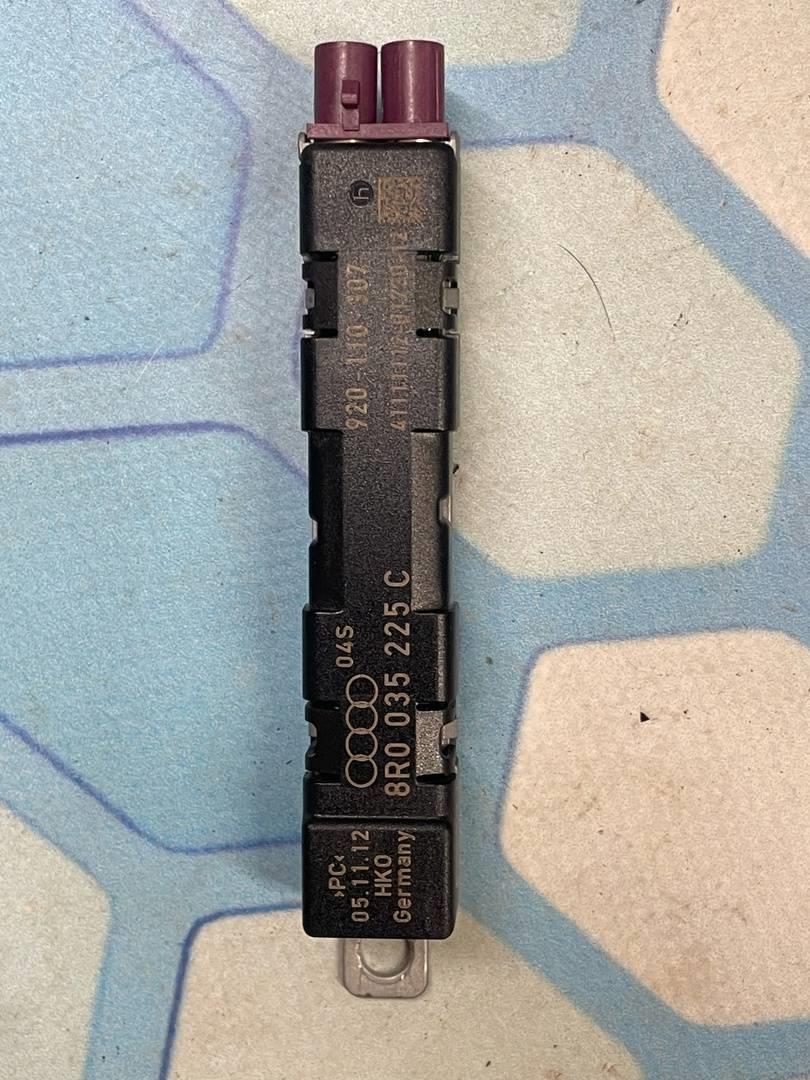 920-110-307
04S
8R0 035 225 C
›PC‹
05.11.12
HKO
Germany